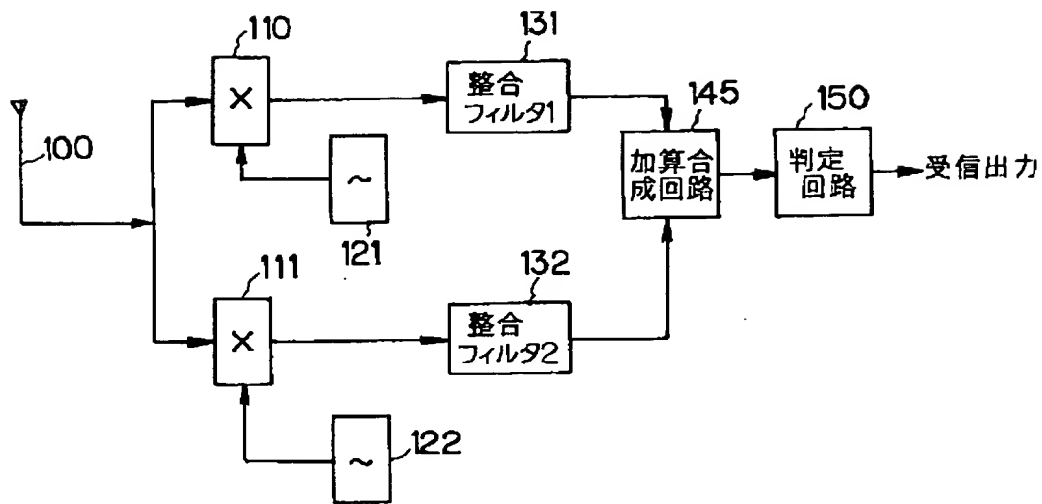 110
×
131
整合
フィルタ1
145
加算合
成回路
150
判定
回路
受信出力
100
~
121
111
×
132
整合
フィルタ2
~
122